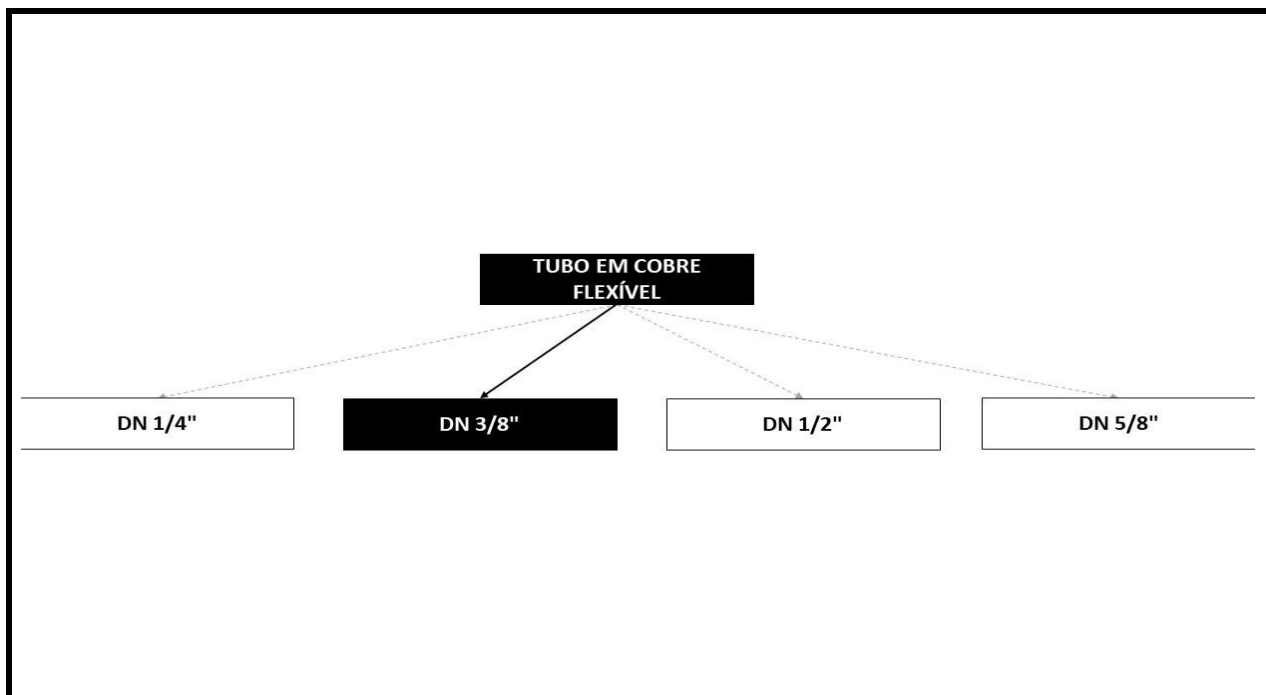 TUBO EM COBRE
FLEXÍVEL
DN 1/4"
DN 3/8"
DN 1/2"
DN 5/8"